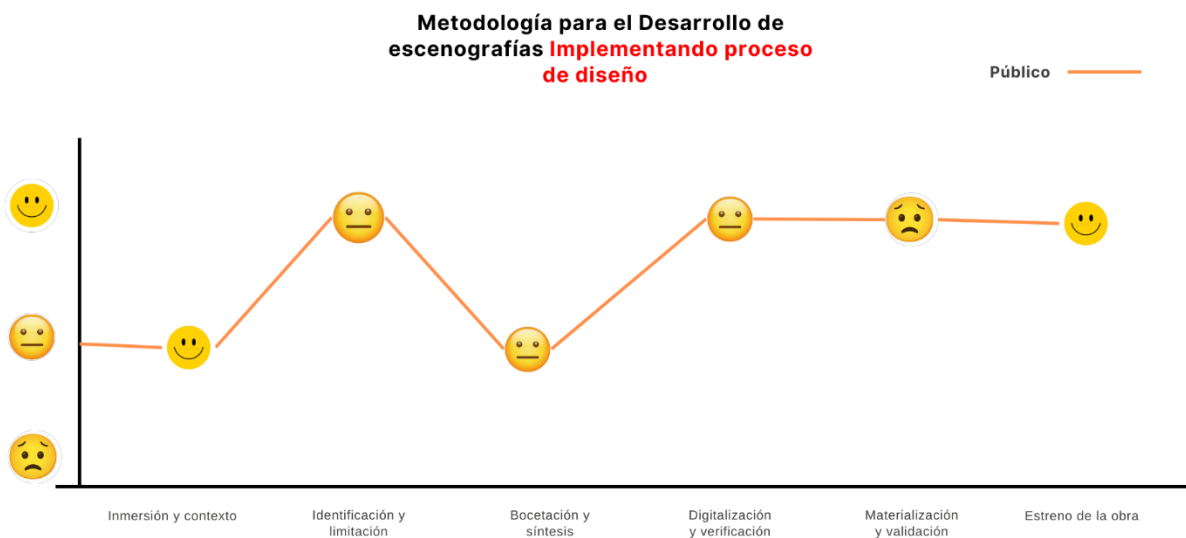 Metodología para el Desarrollo de
escenografías Implementando proceso
de diseño
Público
Inmersión y contexto
Identificación y
limitación
Bocetación y
síntesis
Digitalización
y verificación
Materialización
y validación
Estreno de la obra